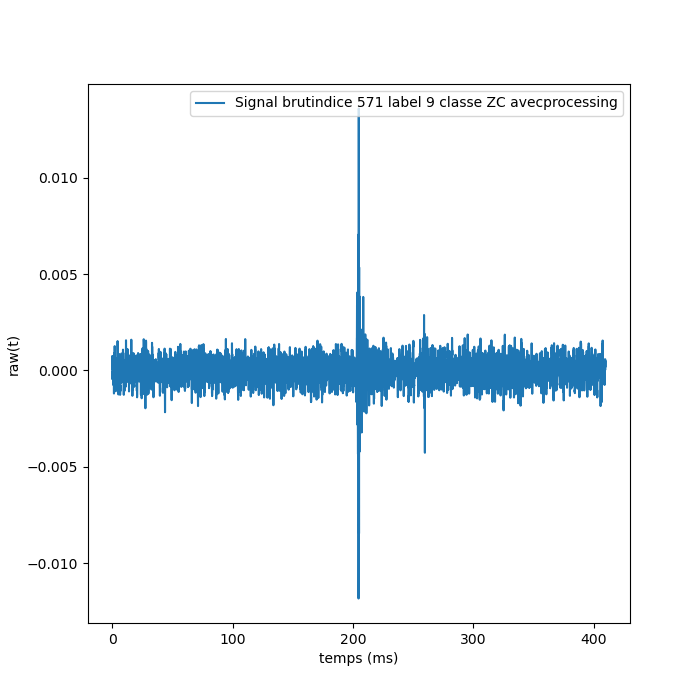 Signal brutindice 571 label 9 classe ZC avecprocessing
0.010
0.005
0.000
−0.005
−0.010
raw(t)
0 100 200 300 400
temps (ms)